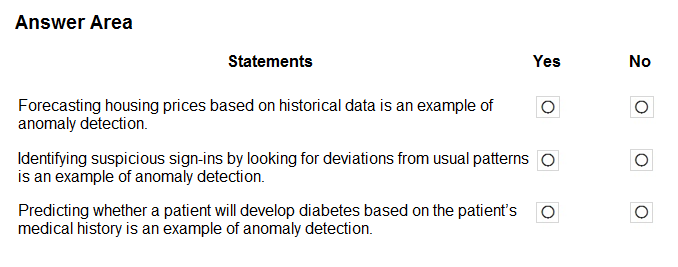 Answer Area
Statements Yes No
Forecasting housing prices based on historical data is an example of
anomaly detection.
Identifying suspicious sign-ins by looking for deviations from usual patterns
is an example of anomaly detection.
Predicting whether a patient will develop diabetes based on the patient’s
medical history is an example of anomaly detection.